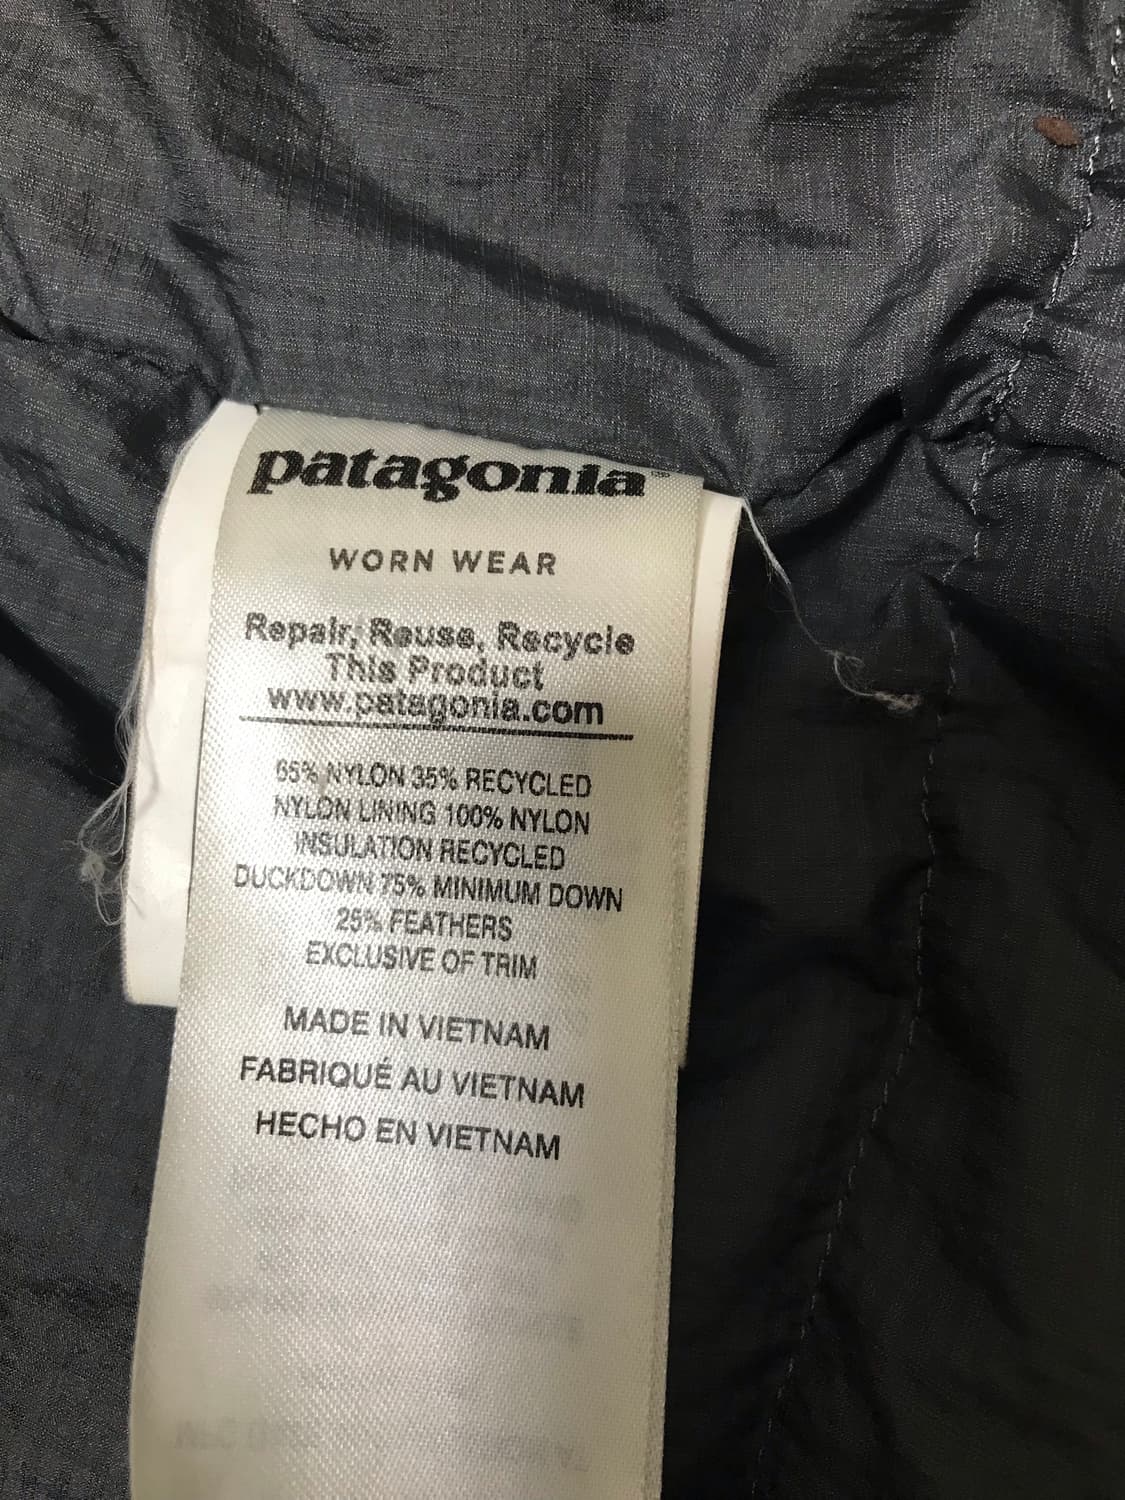 patagonia®
WORN WEAR
Repair, Reuse, Recycle
This Product
www.patagonia.com
65% NYLON 35% RECYCLED
NYLON LINING 100% NYLON
INSULATION RECYCLED
DUCKDOWN 75% MINIMUM DOWN
25% FEATHERS
EXCLUSIVE OF TRIM
MADE IN VIETNAM
FABRIQUÉ AU VIETNAM
HECHO EN VIETNAM